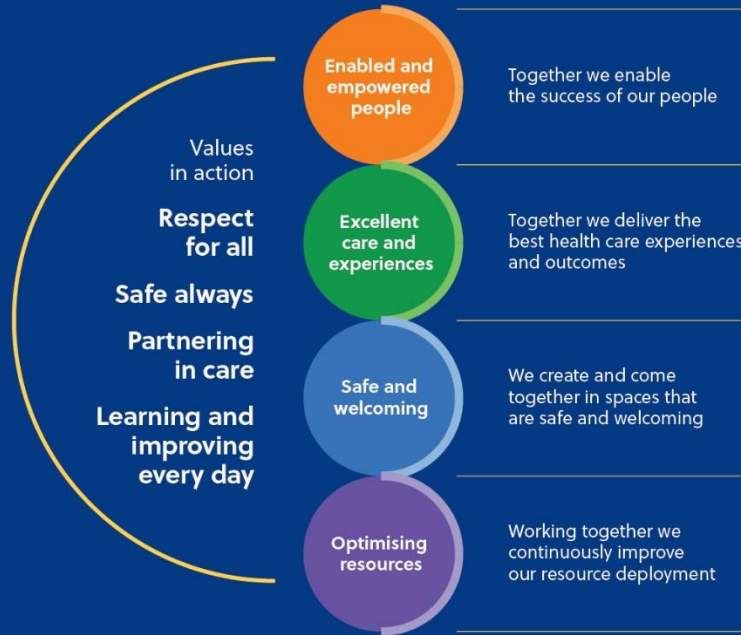 Values
in action
Respect
for all
Safe always
Partnering
in care
Learning and
improving
every day
Enabled and
empowered
people
Together we enable
the success of our people
Excellent
care and
experiences
Together we deliver the
best health care experiences
and outcomes
Safe and
welcoming
We create and come
together in spaces that
are safe and welcoming
Optimising
resources
Working together we
continuously improve
our resource deployment